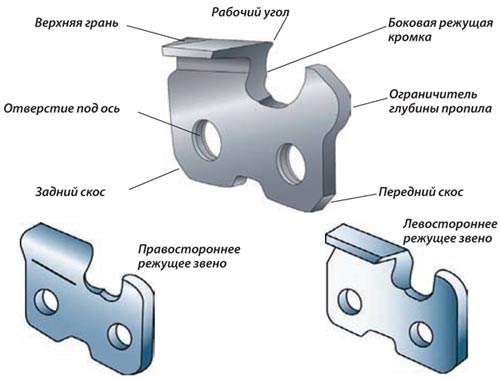 Верхняя грань
Рабочий угол
Боковая режущая
кромка
Отверстие под ось
Ограничитель
глубины пропила
Задний скос
Передний скос
Правостороннее
режущее звено
Левостороннее
режущее звено